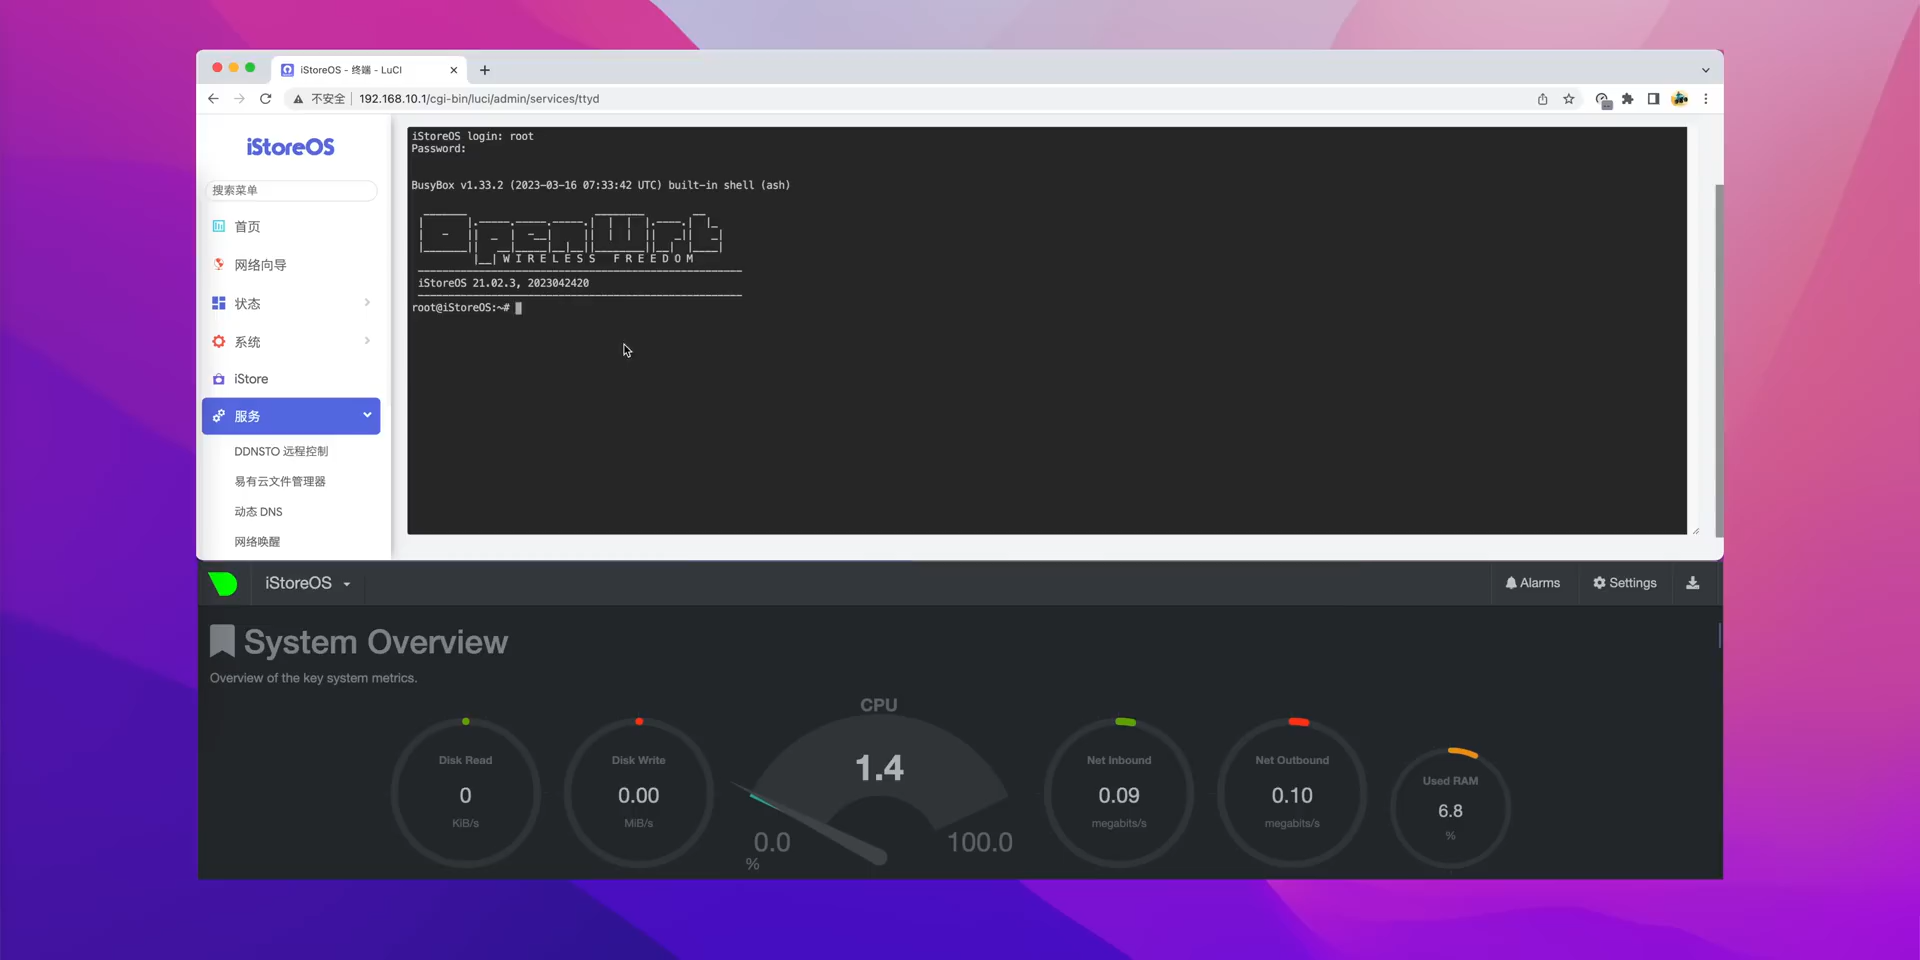 iStoreOS - 终端 - LuCI
不安全
192.168.10.1/cgi-bin/luci/admin/services/ttyd
iStoreOS
搜索菜单
首页
网络向导
状态
系统
iStore
服务
DDNSTO 远程控制
易有云文件管理器
动态 DNS
网络唤醒
iStoreOS login: root
Password:
BusyBox v1.33.2 (2023-03-16 07:33:42 UTC) built-in shell (ash)
OpenWrt
W I R E L E S S   F R E E D O M
iStoreOS 21.02.3, 2023042420
root@iStoreOS:~#
iStoreOS
Alarms
Settings
System Overview
Overview of the key system metrics.
Disk Read
0
KiB/s
Disk Write
0.00
MiB/s
CPU
1.4
0.0
100.0
%
Net Inbound
0.09
megabits/s
Net Outbound
0.10
megabits/s
Used RAM
6.8
%